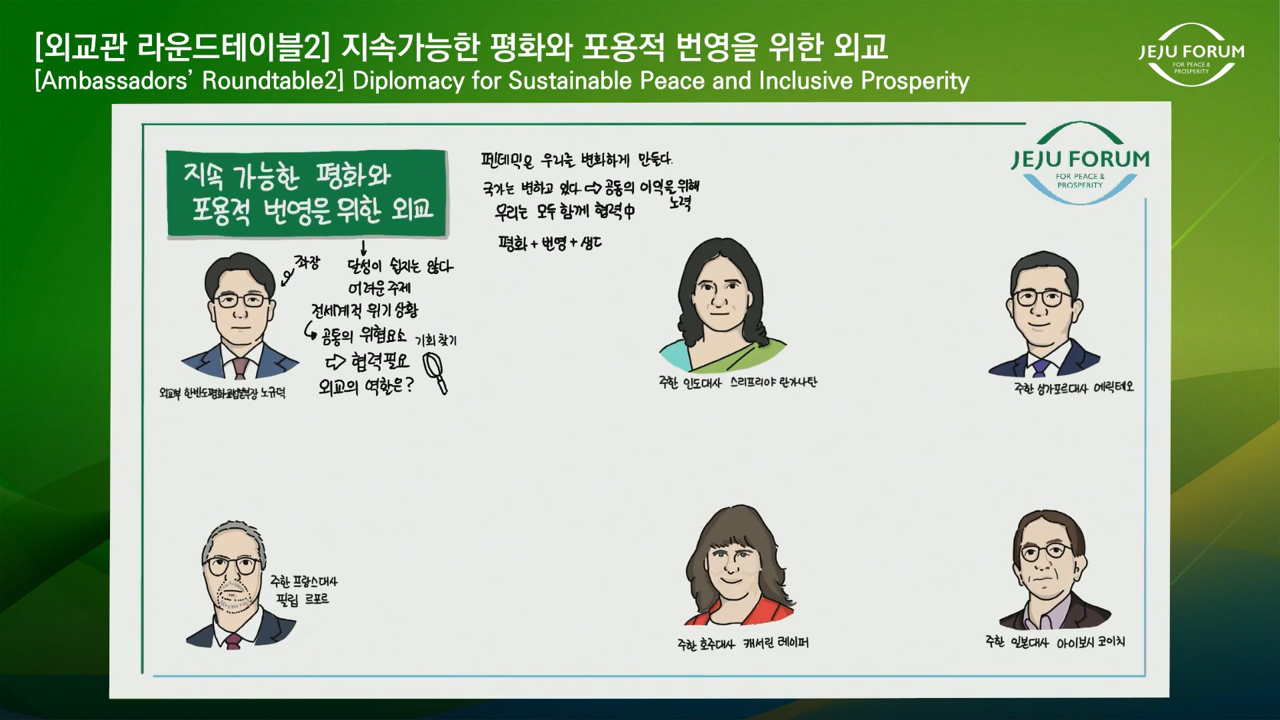 [외교관 라운드테이블2] 지속가능한 평화와 포용적 번영을 위한 외교
[Ambassadors' Roundtable2] Diplomacy for Sustainable Peace and Inclusive Prosperity
JEJU FORUM
FOR PEACE &
PROSPERITY
지속 가능한 평화와
포용적 번영을 위한 외교
좌장
달성이 쉽지는 않다
어려운 주제
전세계적 위기 상황
공통의 위협요소
기회 찾기
⇨ 협력필요
외교의 역할은?
외교부 한반도평화교섭본부장 노규덕
펜데믹은 우리를 변화하게 만들다.
국가는 변하고 있다 ⇨ 공동의 이익을 위해
노력
우리는 모두 함께 협력中
평화 + 번영 +
JEJU FORUM
FOR PEACE &
PROSPERITY
주한 인도대사 스리프리야 란가나탄
주한 싱가포르대사 에릭테오
주한 프랑스대사
필립 르포르
주한 호주대사 캐서린 레이퍼
주한 일본대사 아이보시 코이치